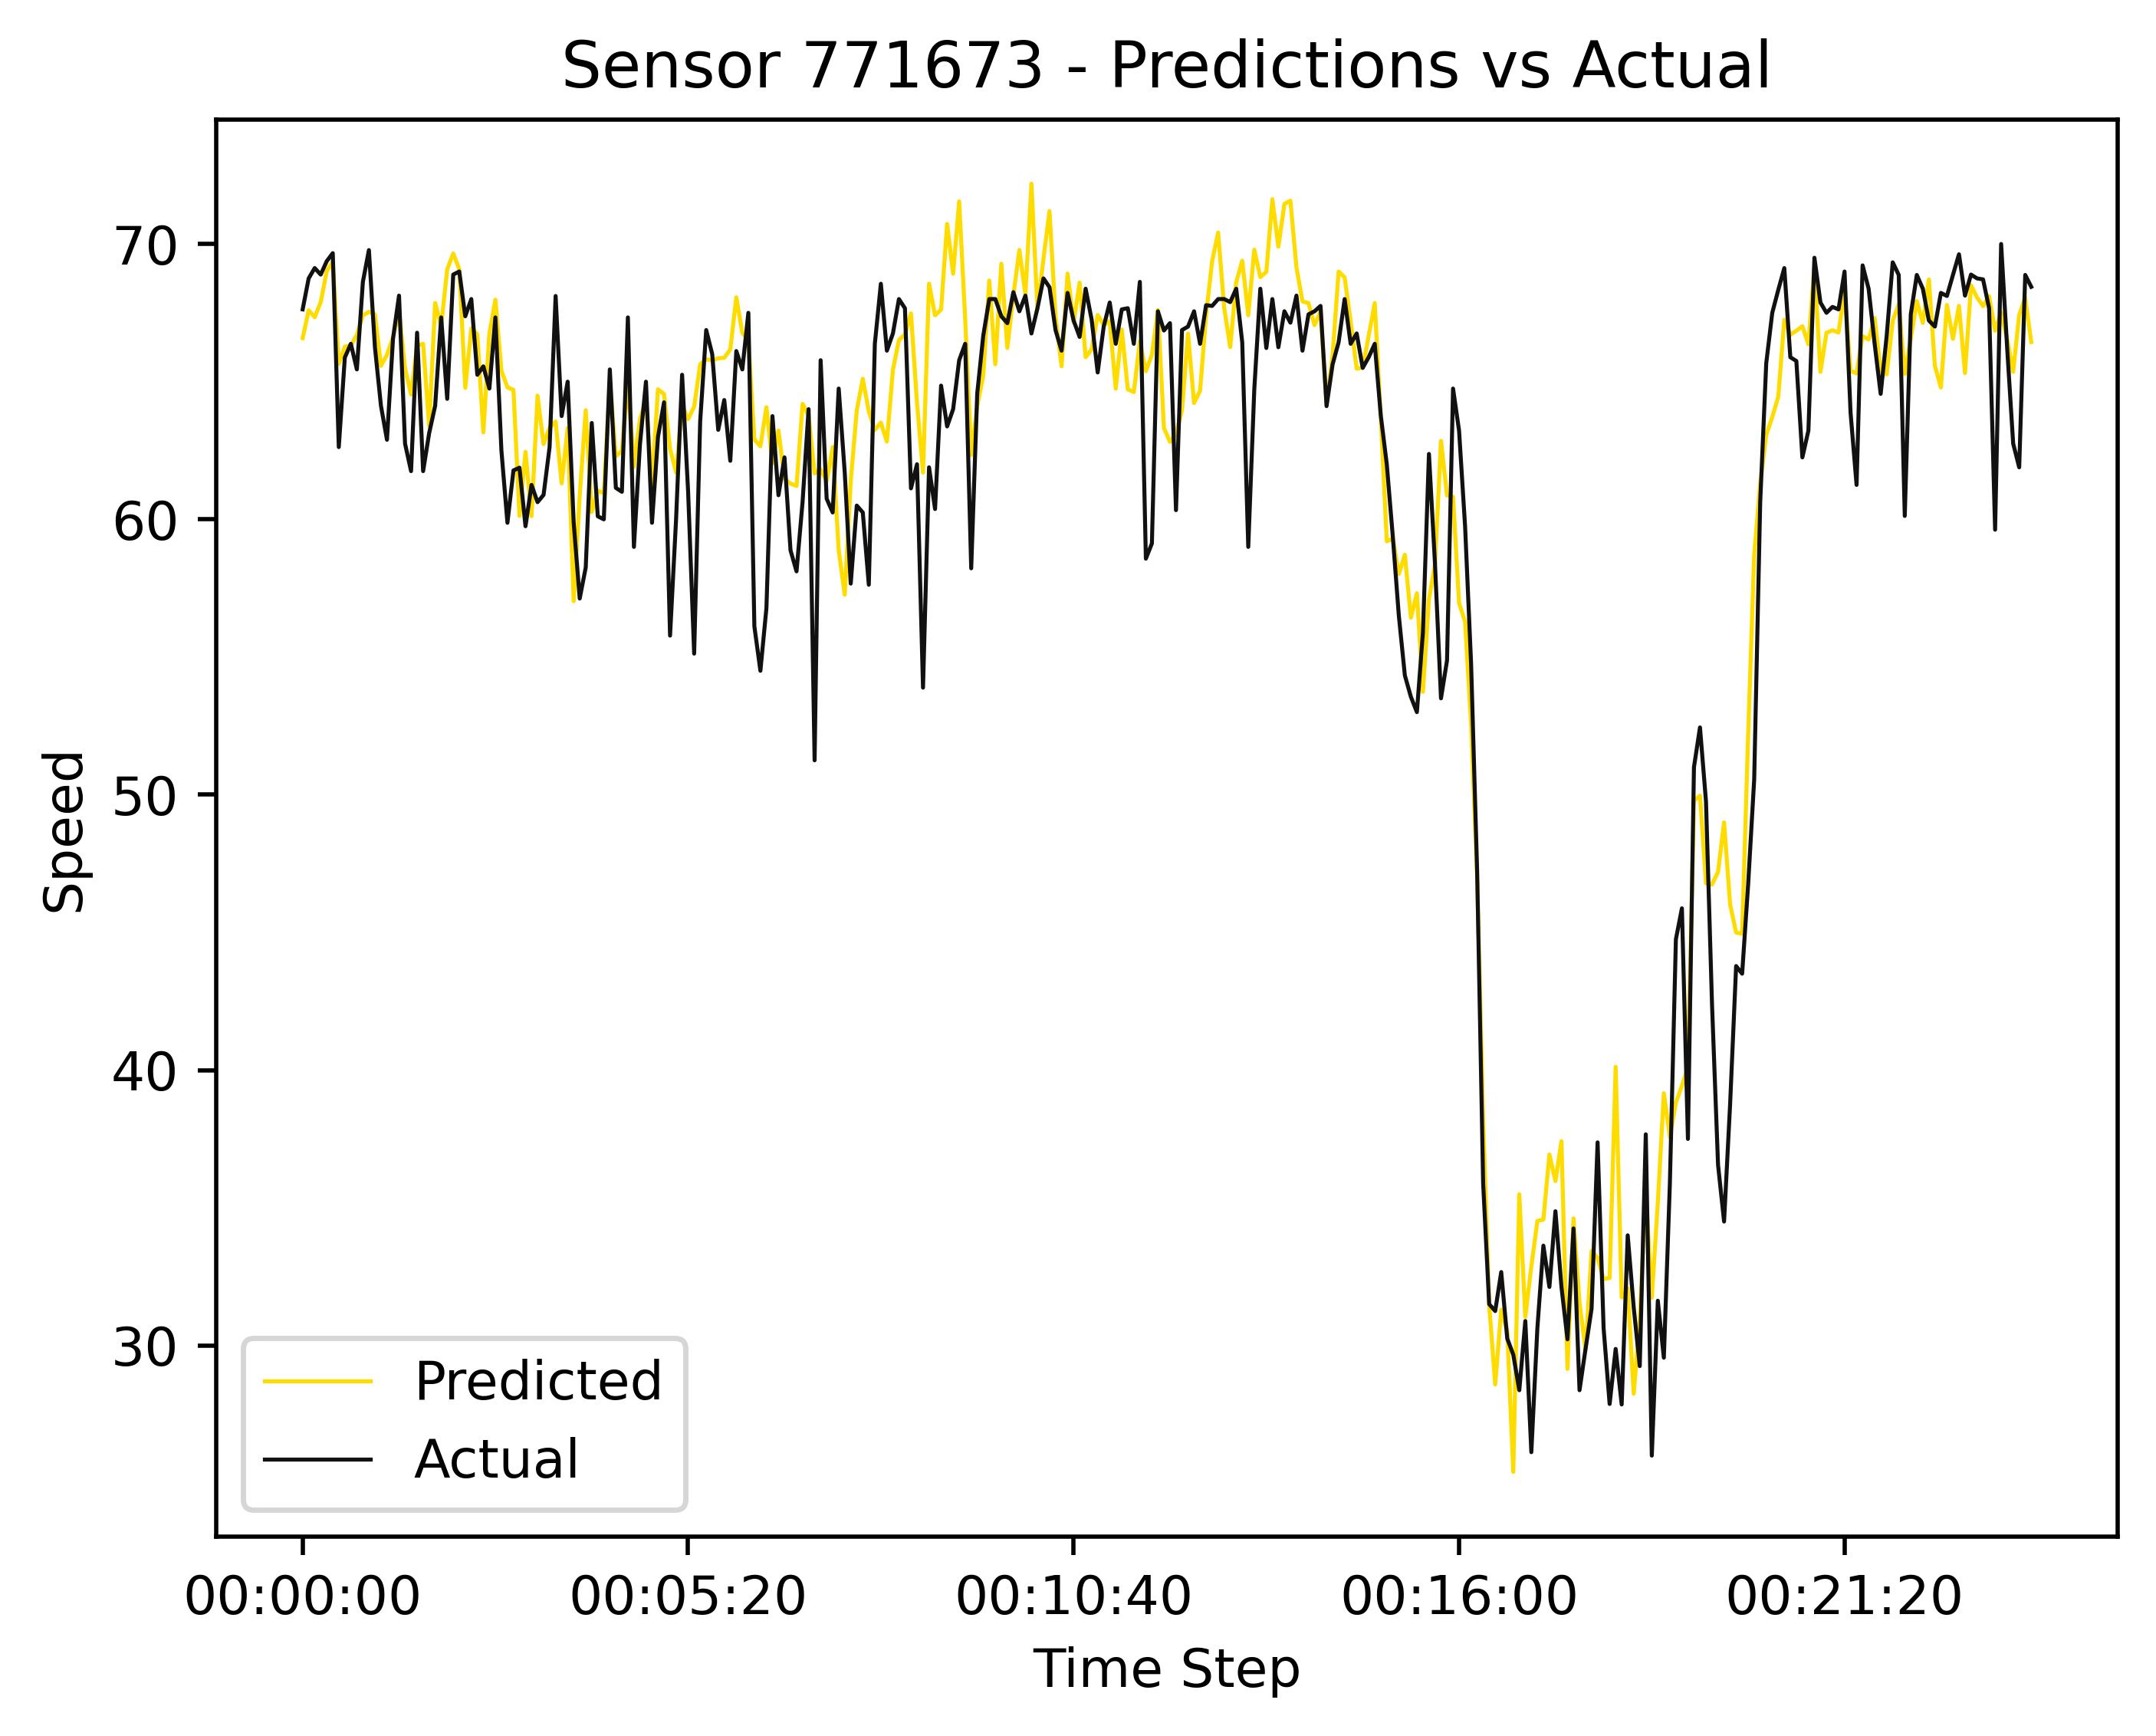 Sensor 771673 - Predictions vs Actual
70
60
50
40
30
Speed
Predicted
Actual
00:00:00 00:05:20 00:10:40 00:16:00 00:21:20
Time Step